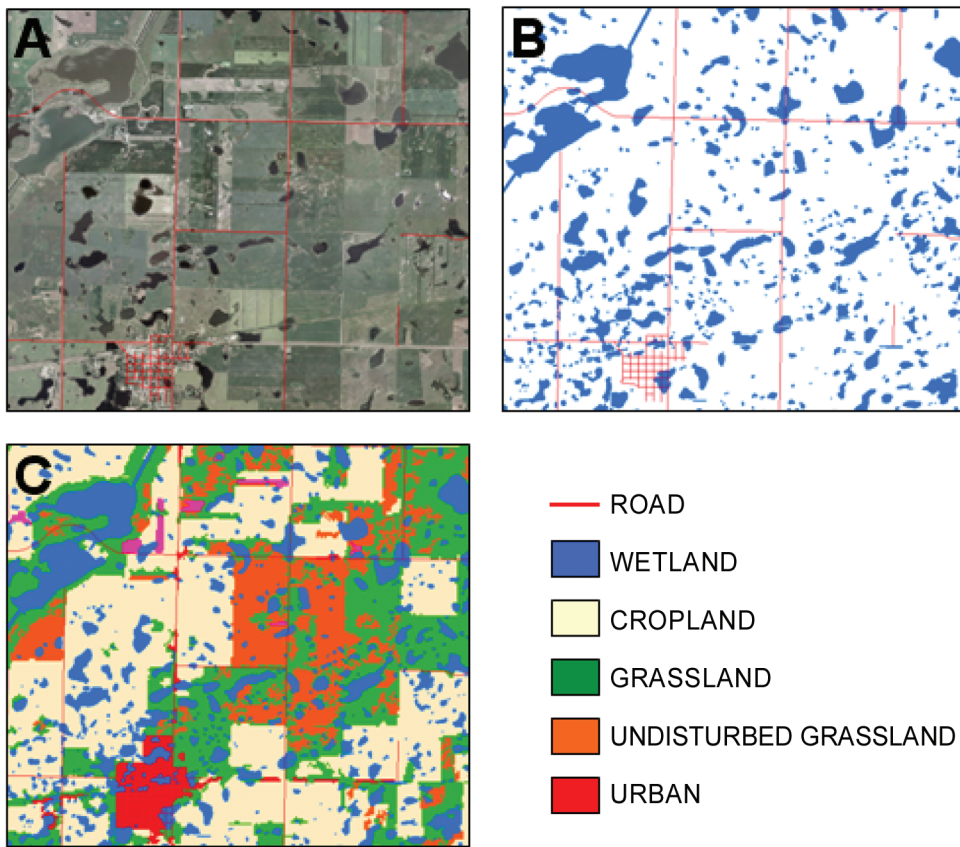 A
B
C
ROAD
WETLAND
CROPLAND
GRASSLAND
UNDISTURBED GRASSLAND
URBAN